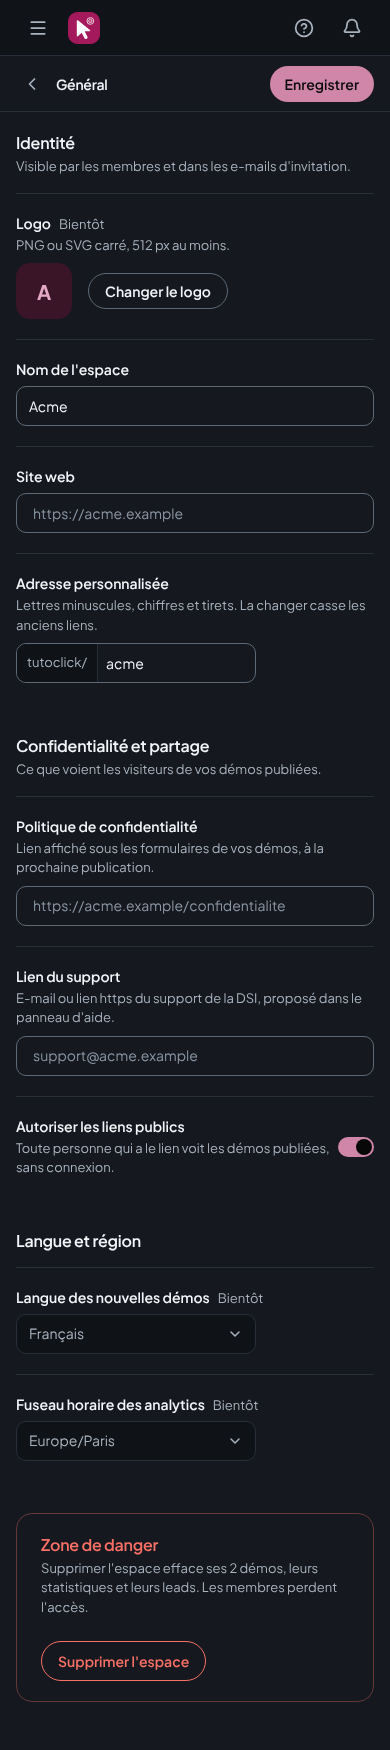 Général
Enregistrer
Identité
Visible par les membres et dans les e-mails d'invitation.
Logo Bientôt
PNG ou SVG carré, 512 px au moins.
A
Changer le logo
Nom de l'espace
Acme
Site web
https://acme.example
Adresse personnalisée
Lettres minuscules, chiffres et tirets. La changer casse les
anciens liens.
tutoclick/ acme
Confidentialité et partage
Ce que voient les visiteurs de vos démos publiées.
Politique de confidentialité
Lien affiché sous les formulaires de vos démos, à la
prochaine publication.
https://acme.example/confidentialite
Lien du support
E-mail ou lien https du support de la DSI, proposé dans le
panneau d'aide.
support@acme.example
Autoriser les liens publics
Toute personne qui a le lien voit les démos publiées,
sans connexion.
Langue et région
Langue des nouvelles démos Bientôt
Français
Fuseau horaire des analytics Bientôt
Europe/Paris
Zone de danger
Supprimer l'espace efface ses 2 démos, leurs
statistiques et leurs leads. Les membres perdent
l'accès.
Supprimer l'espace